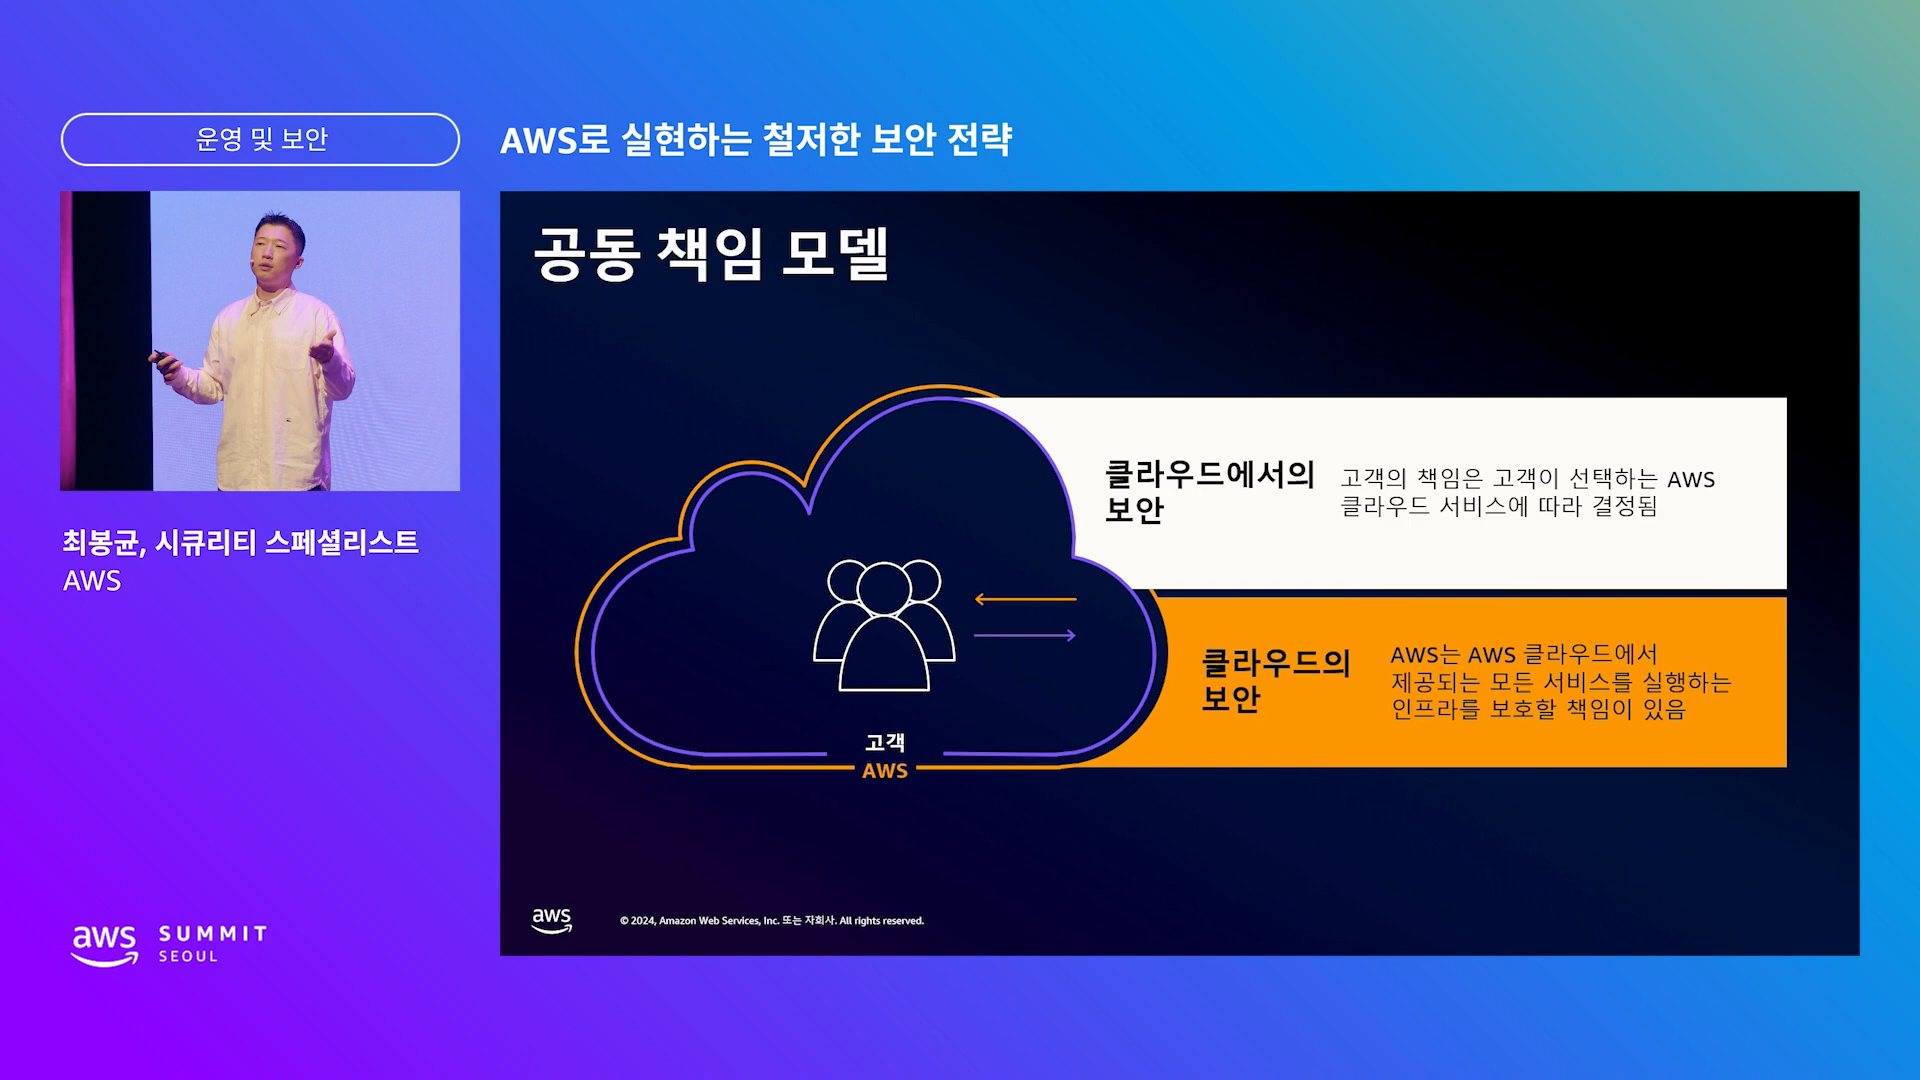 운영 및 보안
AWS로 실현하는 철저한 보안 전략
최봉균, 시큐리티 스페셜리스트
AWS
공동 책임 모델
클라우드에서의
보안
고객의 책임은 고객이 선택하는 AWS
클라우드 서비스에 따라 결정됨
클라우드의
보안
AWS는 AWS 클라우드에서
제공되는 모든 서비스를 실행하는
인프라를 보호할 책임이 있음
고객
AWS
aws
© 2024, Amazon Web Services, Inc. 또는 자회사. All rights reserved.
aws SUMMIT
SEOUL